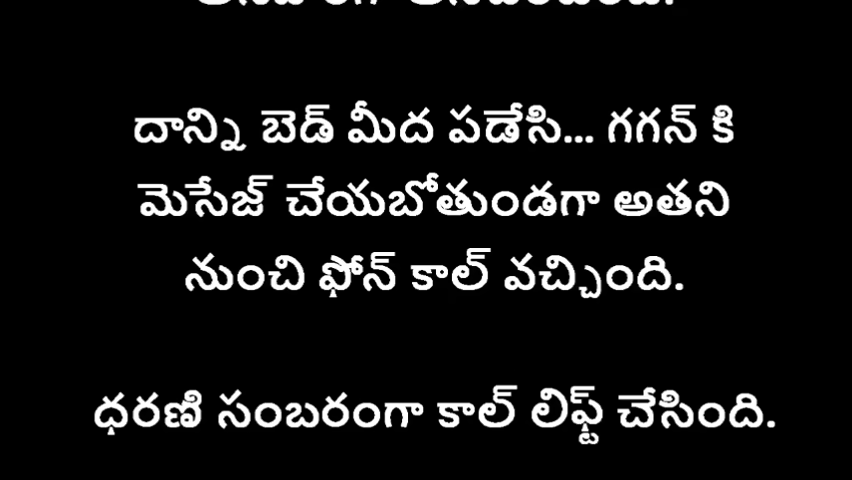 దాన్ని బెడ్ మీద పడేసి... గగన్ కి
మెసేజ్ చేయబోతుండగా అతని
నుంచి ఫోన్ కాల్ వచ్చింది.
ధరణి సంబరంగా కాల్ లిఫ్ట్ చేసింది.